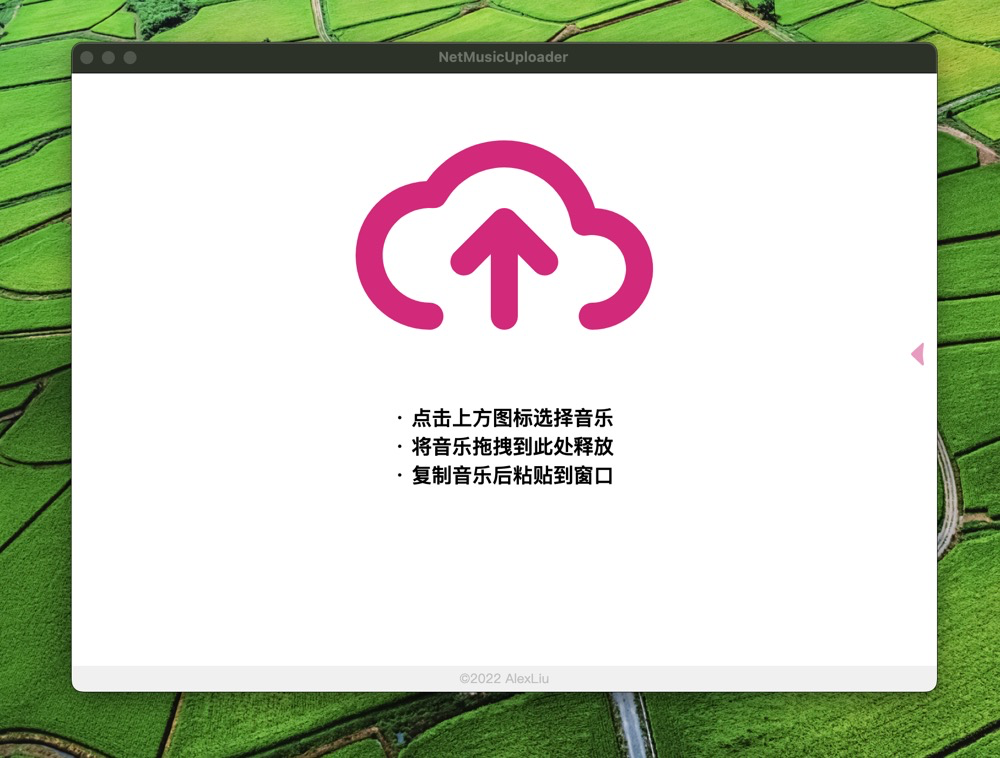 NetMusicUploader
· 点击上方图标选择音乐
· 将音乐拖拽到此处释放
· 复制音乐后粘贴到窗口
©2022 AlexLiu